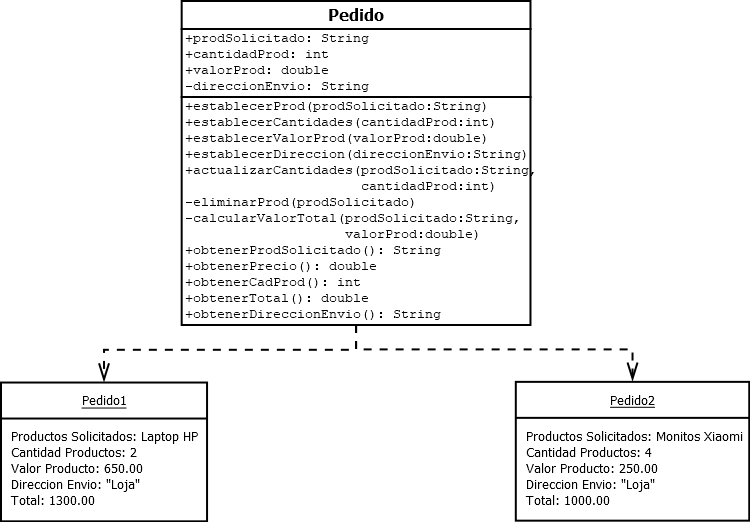 Pedido
+prodSolicitado: String
+cantidadProd: int
+valorProd: double
-direccionEnvio: String
+establecerProd(prodSolicitado:String)
+establecerCantidades(cantidadProd:int)
+establecerValorProd(valorProd:double)
+establecerDireccion(direccionEnvio:String)
+actualizarCantidades(prodSolicitado:String,
cantidadProd:int)
-eliminarProd(prodSolicitado)
-calcularValorTotal(prodSolicitado:String,
valorProd:double)
+obtenerProdSolicitado(): String
+obtenerPrecio(): double
+obtenerCadProd(): int
+obtenerTotal(): double
+obtenerDireccionEnvio(): String
Pedido1
Productos Solicitados: Laptop HP
Cantidad Productos: 2
Valor Producto: 650.00
Direccion Envio: "Loja"
Total: 1300.00
Pedido2
Productos Solicitados: Monitos Xiaomi
Cantidad Productos: 4
Valor Producto: 250.00
Direccion Envio: "Loja"
Total: 1000.00